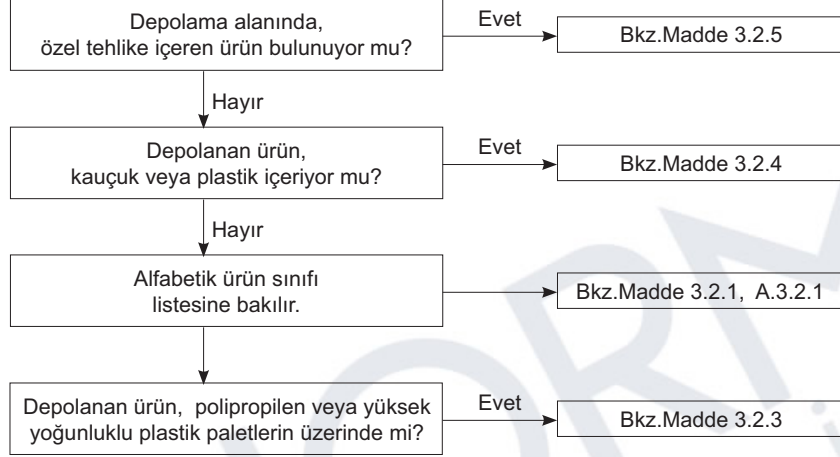 Depolama alanında,
özel tehlike içeren ürün bulunuyor mu?
Evet
Bkz.Madde 3.2.5
Hayır
Depolanan ürün,
kauçuk veya plastik içeriyor mu?
Evet
Bkz.Madde 3.2.4
Hayır
Alfabetik ürün sınıfı
listesine bakılır.
Bkz.Madde 3.2.1, A.3.2.1
Depolanan ürün, polipropilen veya yüksek
yoğunluklu plastik paletlerin üzerinde mi?
Evet
Bkz.Madde 3.2.3